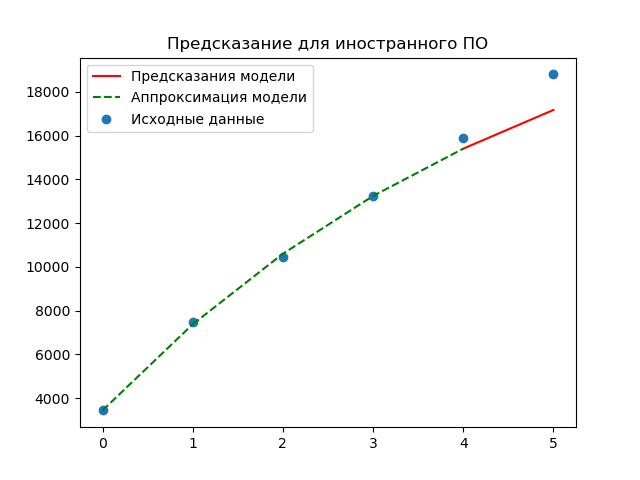 Предсказание для иностранного ПО
Предсказания модели
Аппроксимация модели
Исходные данные
18000
16000
14000
12000
10000
8000
6000
4000
0 1 2 3 4 5